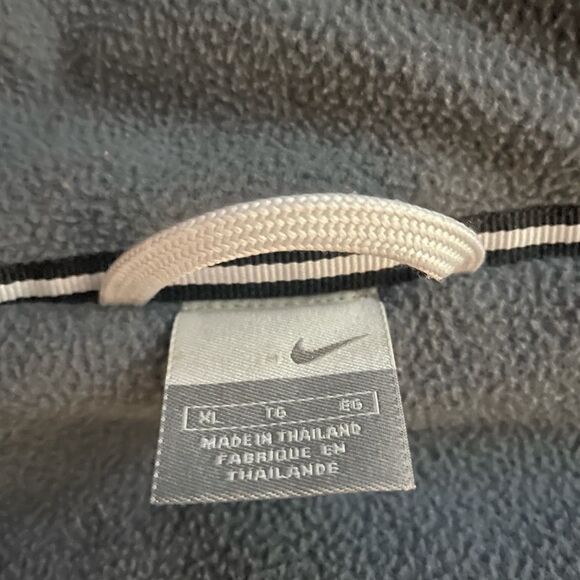 XL TG EG
MADE IN THAILAND
FABRIQUE EN
THAILANDE